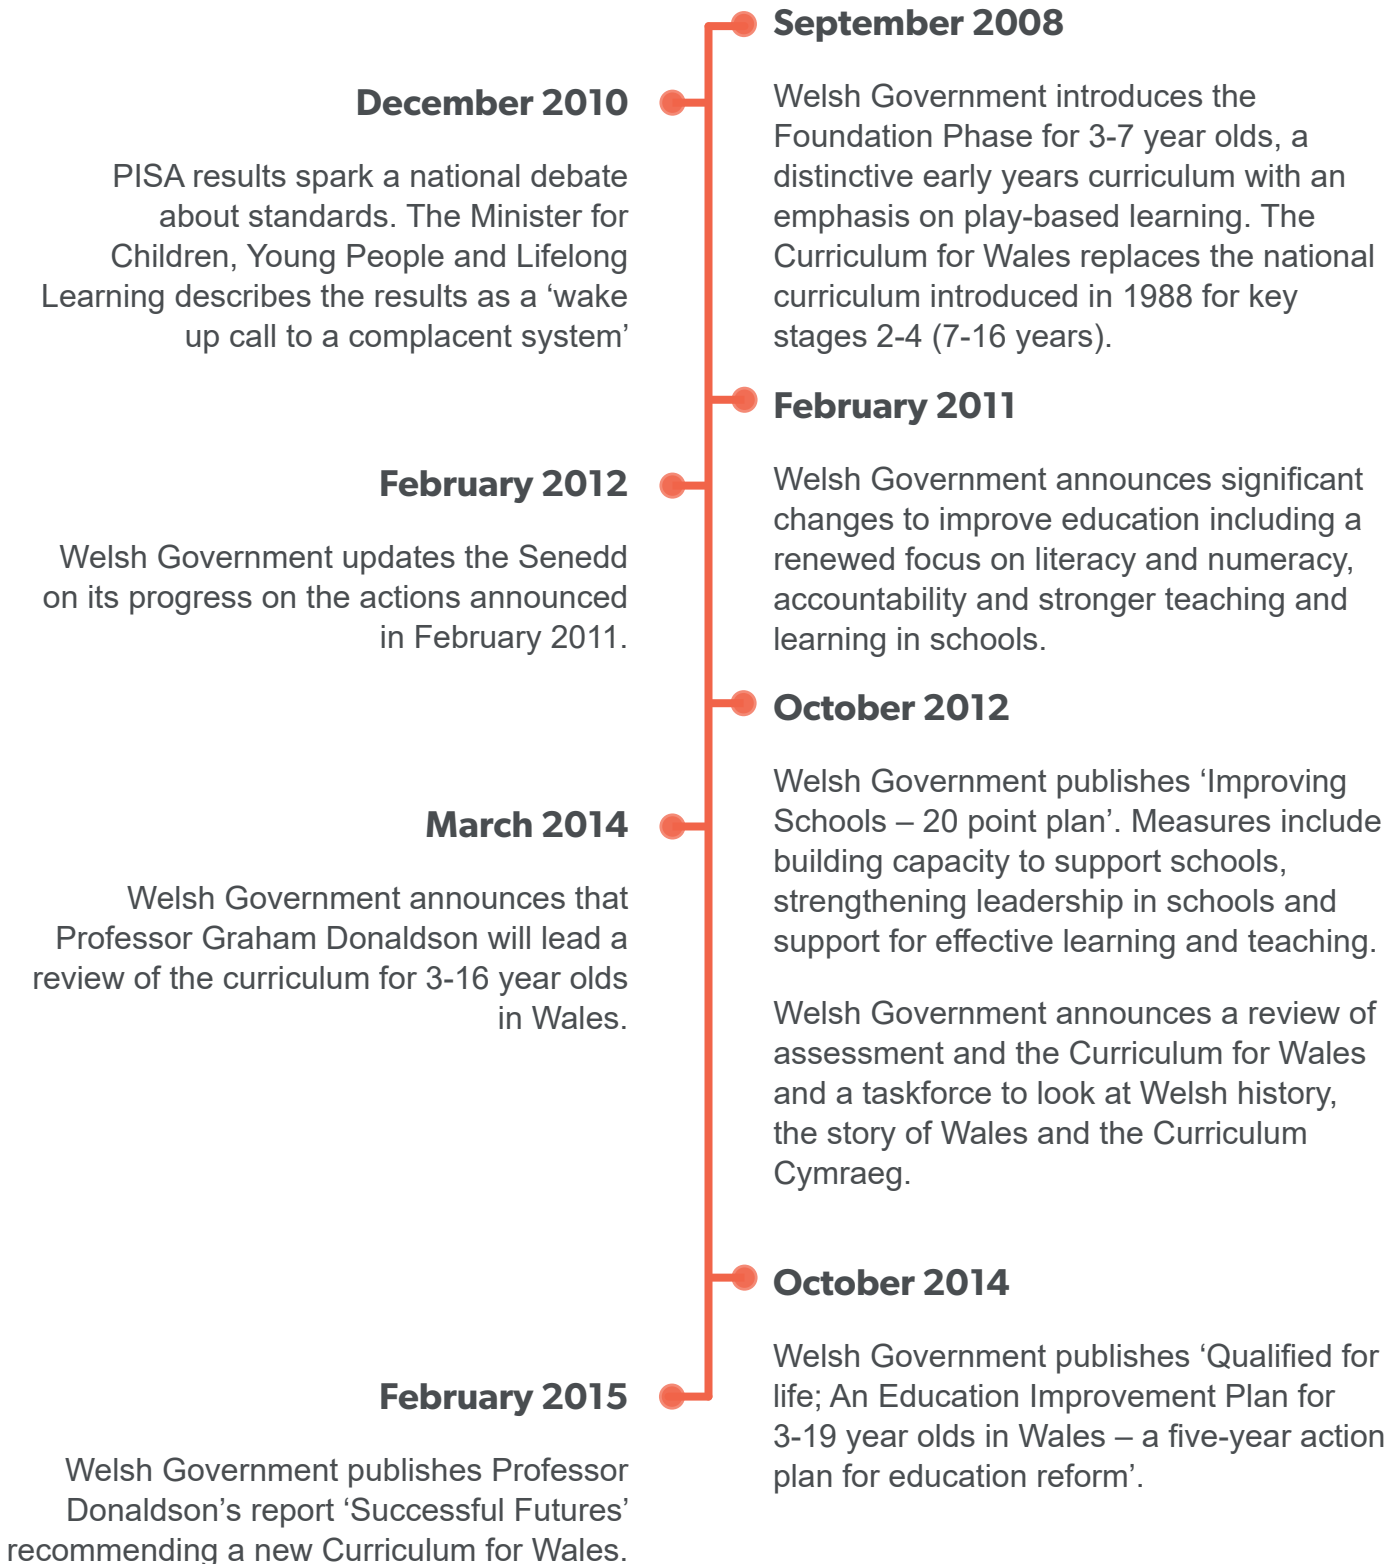 September 2008
Welsh Government introduces the
Foundation Phase for 3-7 year olds, a
distinctive early years curriculum with an
emphasis on play-based learning. The
Curriculum for Wales replaces the national
curriculum introduced in 1988 for key
stages 2-4 (7-16 years).
December 2010
PISA results spark a national debate
about standards. The Minister for
Children, Young People and Lifelong
Learning describes the results as a ‘wake
up call to a complacent system’
February 2011
Welsh Government announces significant
changes to improve education including a
renewed focus on literacy and numeracy,
accountability and stronger teaching and
learning in schools.
February 2012
Welsh Government updates the Senedd
on its progress on the actions announced
in February 2011.
October 2012
Welsh Government publishes ‘Improving
Schools – 20 point plan’. Measures include
building capacity to support schools,
strengthening leadership in schools and
support for effective learning and teaching.
Welsh Government announces a review of
assessment and the Curriculum for Wales
and a taskforce to look at Welsh history,
the story of Wales and the Curriculum
Cymraeg.
March 2014
Welsh Government announces that
Professor Graham Donaldson will lead a
review of the curriculum for 3-16 year olds
in Wales.
October 2014
Welsh Government publishes ‘Qualified for
life; An Education Improvement Plan for
3-19 year olds in Wales – a five-year action
plan for education reform’.
February 2015
Welsh Government publishes Professor
Donaldson’s report ‘Successful Futures’
recommending a new Curriculum for Wales.